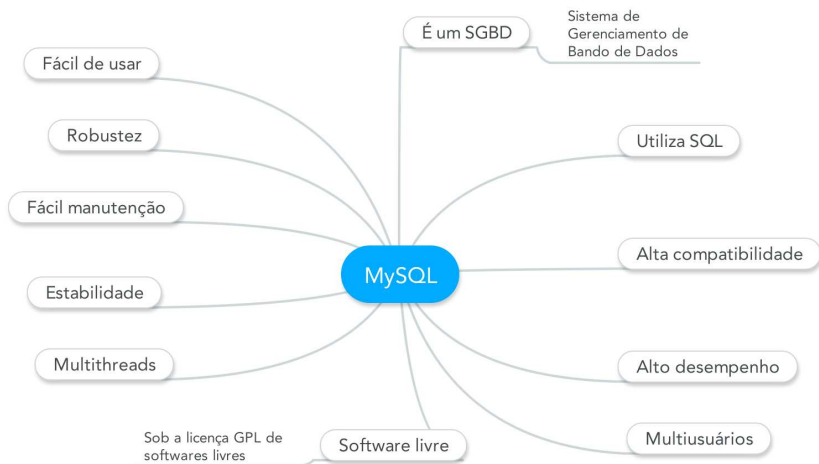 É um SGBD
Sistema de
Gerenciamento de
Bando de Dados
Fácil de usar
Robustez
Utiliza SQL
Fácil manutenção
Alta compatibilidade
MySQL
Estabilidade
Multithreads
Alto desempenho
Sob a licença GPL de
softwares livres
Software livre
Multiusuários